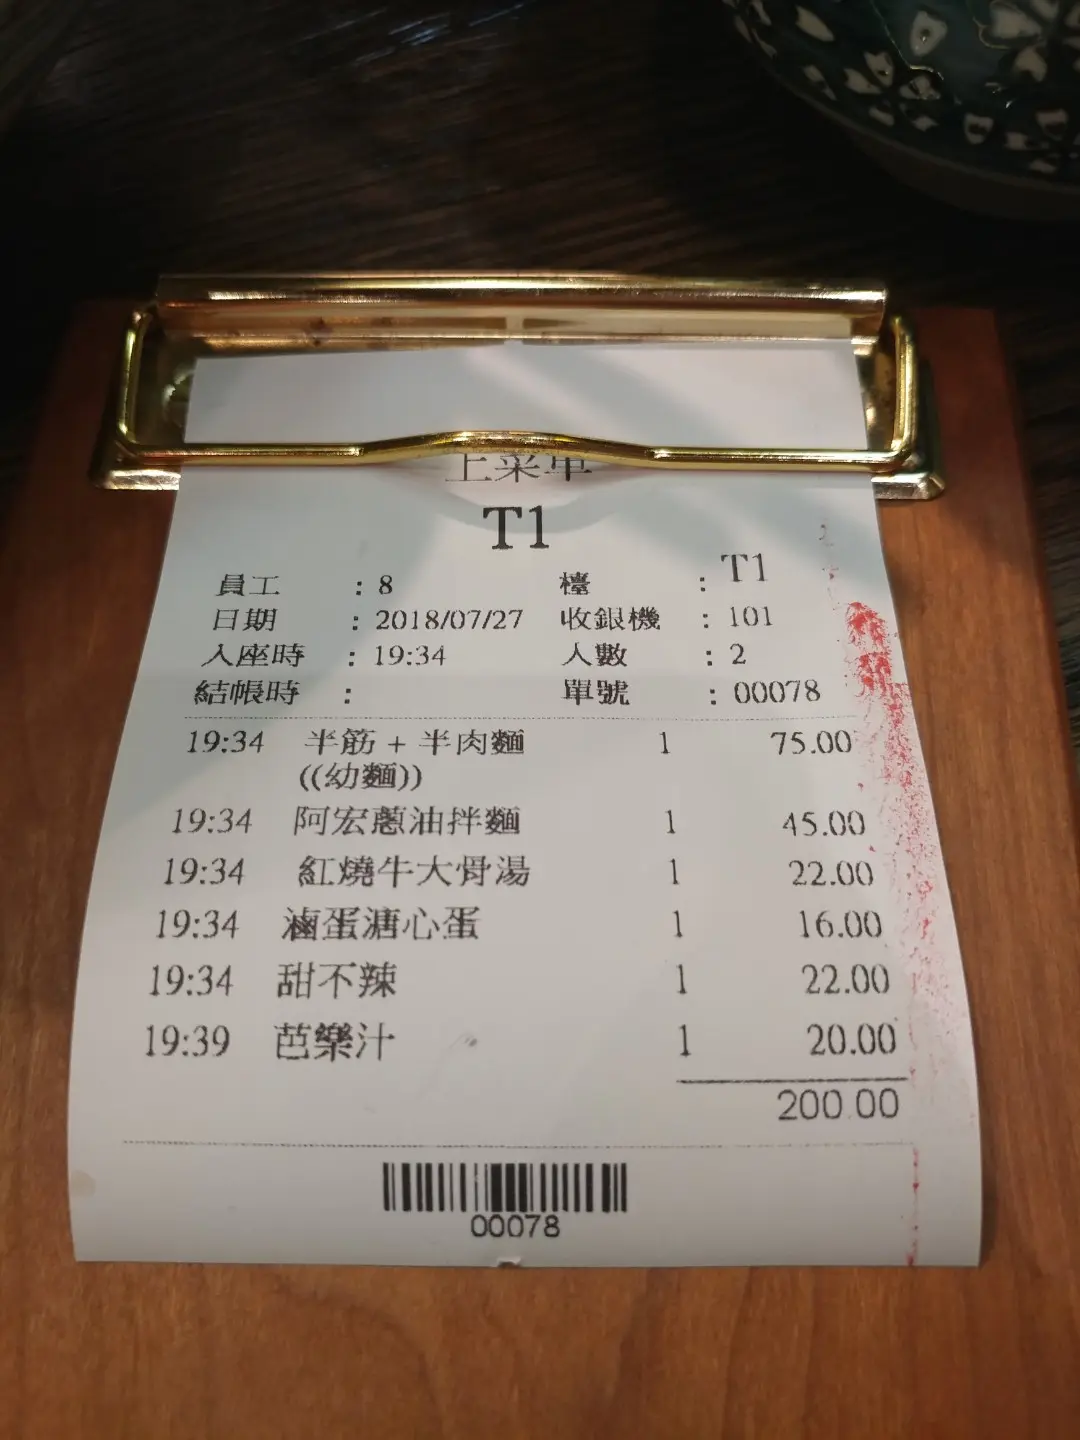 上菜單
T1
員工 : 8 檯 : T1
日期 : 2018/07/27 收銀機 : 101
入座時 : 19:34 人數 : 2
結帳時 : 單號 : 00078
19:34 半筋 + 半肉麵 1 75.00
((幼麵))
19:34 阿宏蔥油拌麵 1 45.00
19:34 紅燒牛大骨湯 1 22.00
19:34 滷蛋溏心蛋 1 16.00
19:34 甜不辣 1 22.00
19:39 芭樂汁 1 20.00
200.00
00078